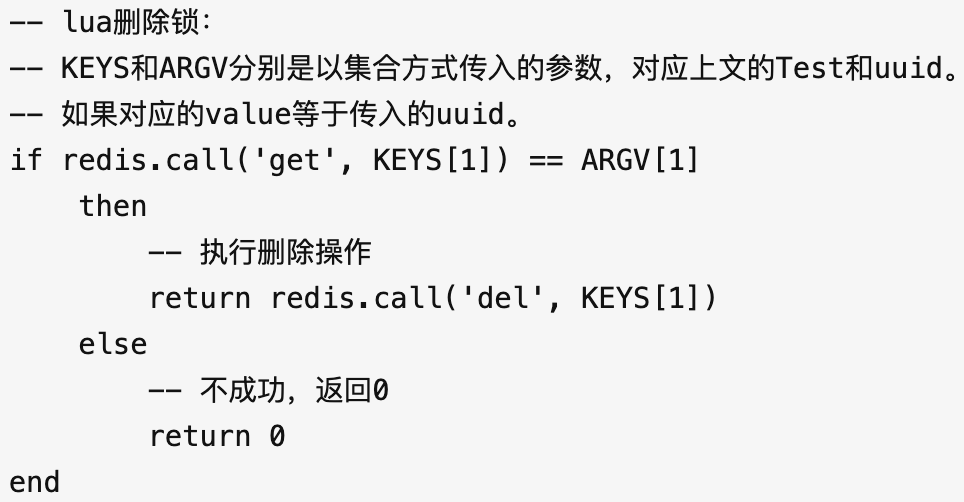 -- lua删除锁：
-- KEYS和ARGV分别是以集合方式传入的参数，对应上文的Test和uuid。
-- 如果对应的value等于传入的uuid。
if redis.call('get', KEYS[1]) == ARGV[1]
    then
        -- 执行删除操作
        return redis.call('del', KEYS[1])
    else
        -- 不成功，返回0
        return 0
end